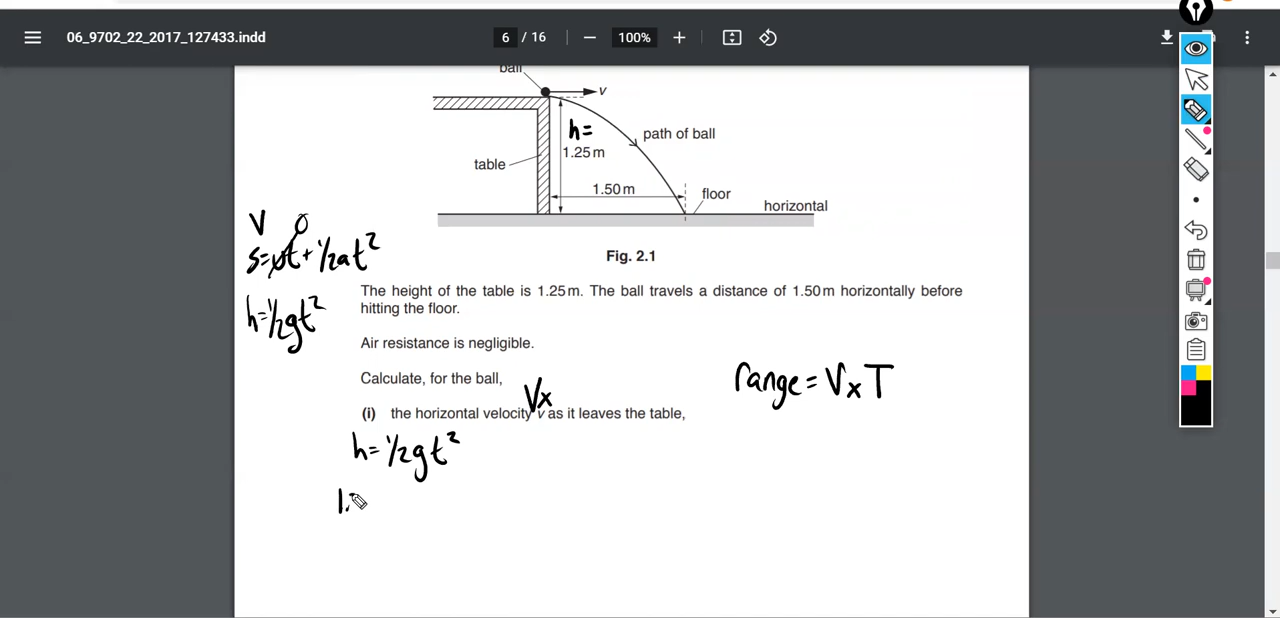 06_9702_22_2017_127433.indd
6 / 16
100%
ball
v
h=
1.25 m
path of ball
table
1.50 m
floor
horizontal
V 0
s=ut+½at²
h=½gt²
Fig. 2.1
The height of the table is 1.25 m. The ball travels a distance of 1.50 m horizontally before
hitting the floor.
Air resistance is negligible.
Calculate, for the ball,
Vx
range = Vx T
(i) the horizontal velocity v as it leaves the table,
h=½gt²
1.